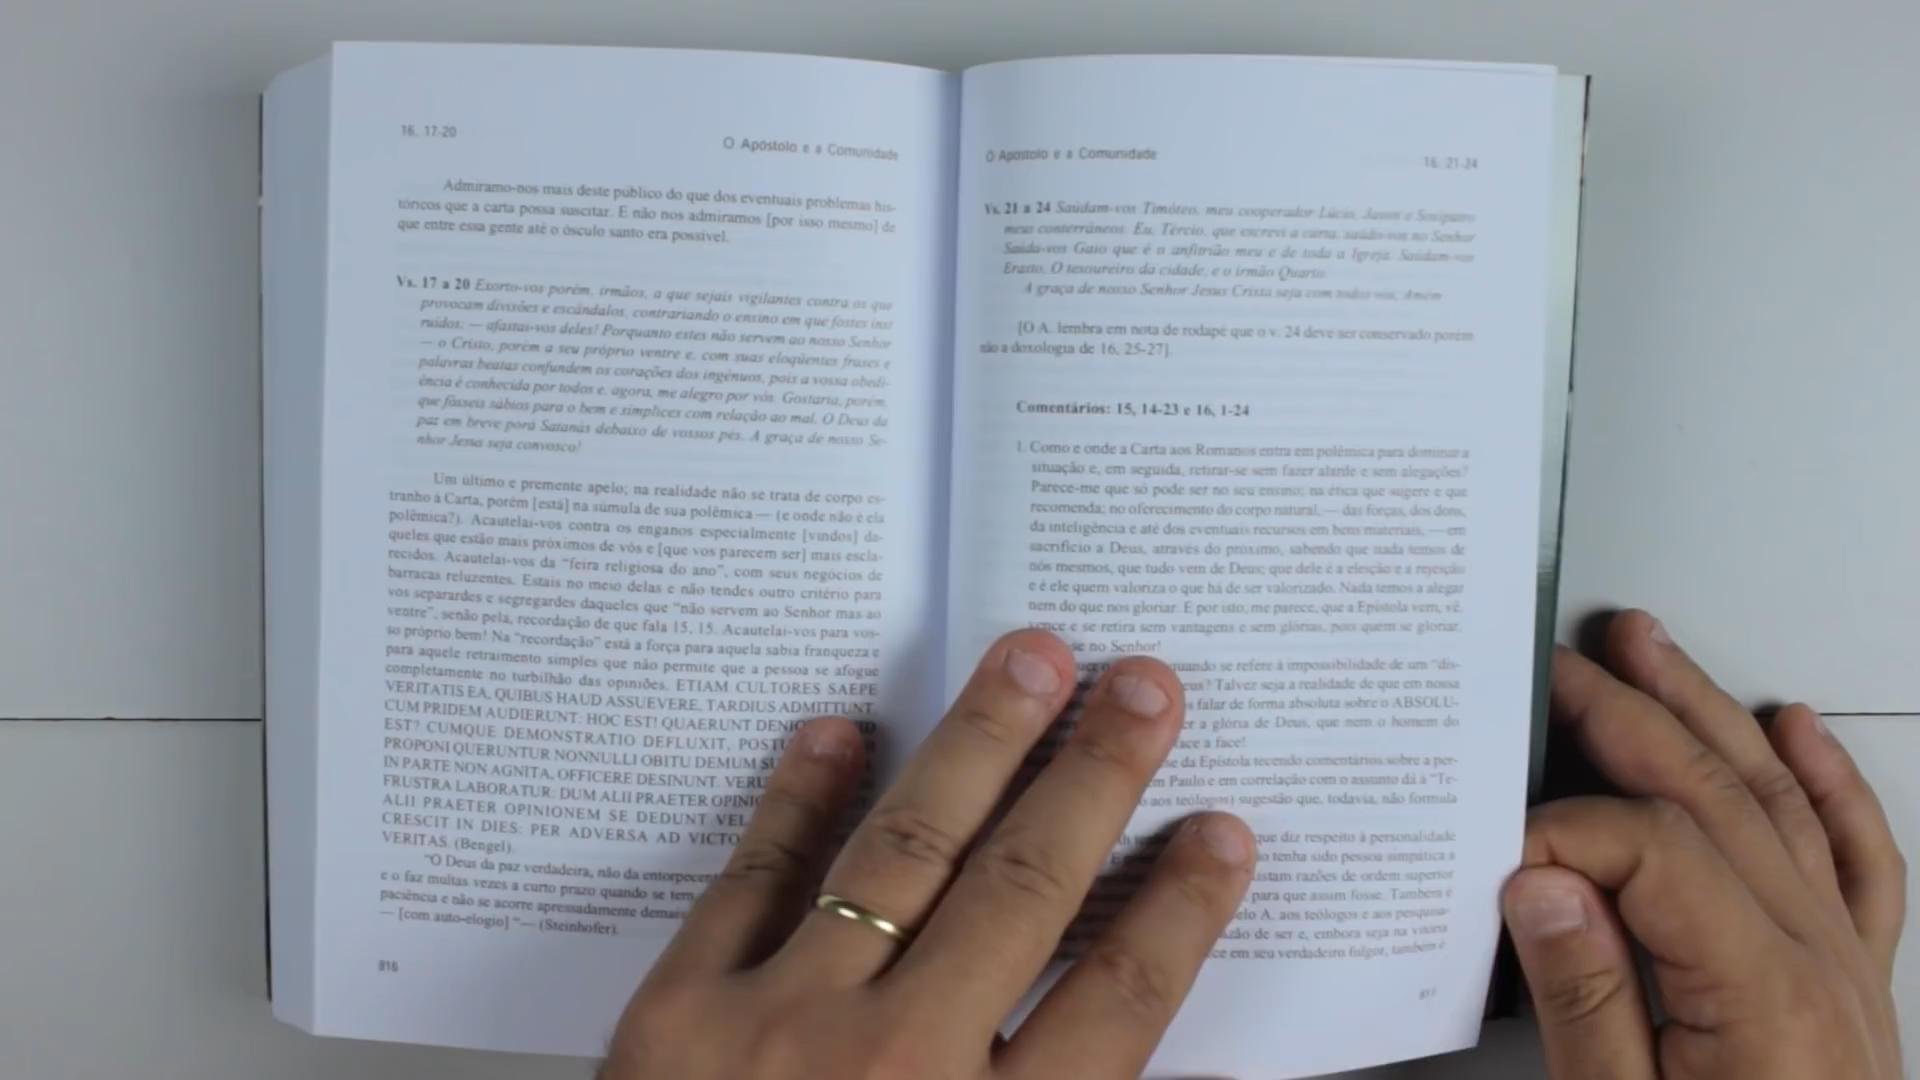 16, 17-20
O Apóstolo e a Comunidade
Admiramo-nos mais deste público do que dos eventuais problemas his-
tóricos que a carta possa suscitar. E não nos admiramos [por isso mesmo] de
que entre essa gente até o ósculo santo era possível.
Vs. 17 a 20 Exorto-vos porém, irmãos, a que sejais vigilantes contra os que
provocam divisões e escândalos, contrariando o ensino em que fostes ins
ruídos; — afastai-vos deles! Porquanto estes não servem ao nosso Senhor
— o Cristo, porém a seu próprio ventre e, com suas eloqüentes frases e
palavras beatas confundem os corações dos ingênuos, pois a vossa obedi-
ência é conhecida por todos e, agora, me alegro por vós. Gostaria, porém,
que fôsseis sábios para o bem e símplices com relação ao mal. O Deus da
paz em breve porá Satanás debaixo de vossos pés. A graça de nosso Se-
nhor Jesus seja convosco!
Um último e premente apelo; na realidade não se trata de corpo es-
tranho à Carta, porém [está] na súmula de sua polêmica — (e onde não é ela
polêmica?). Acautelai-vos contra os enganos especialmente [vindos] da-
queles que estão mais próximos de vós e [que vos parecem ser] mais escla-
recidos. Acautelai-vos da “feira religiosa do ano”, com seus negócios de
barracas reluzentes. Estais no meio delas e não tendes outro critério para
vos separardes e segregardes daqueles que “não servem ao Senhor mas ao
ventre”, senão pela, recordação de que fala 15, 15. Acautelai-vos para vos-
so próprio bem! Na “recordação” está a força para aquela sabia franqueza e
para aquele retraimento simples que não permite que a pessoa se afogue
completamente no turbilhão das opiniões. ETIAM CULTORES SAEPE
VERITATIS EA, QUIBUS HAUD ASSUEVERE, TARDIUS ADMITTUNT.
CUM PRIDEM AUDIERUNT: HOC EST! QUAERUNT DENIQ
EST? CUMQUE DEMONSTRATIO DEFLUXIT, POSTU
PROPONI QUERUNTUR NONNULLI OBITU DEMUM SU
IN PARTE NON AGNITA, OFFICERE DESINUNT. VERU
FRUSTRA LABORATUR: DUM ALII PRAETER OPINIO
ALII PRAETER OPINIONEM SE DEDUNT VEL
CRESCIT IN DIES: PER ADVERSA AD VICTO
VERITAS. (Bengel).
“O Deus da paz verdadeira, não da entorpecent
e o faz muitas vezes a curto prazo quando se tem
paciência e não se acorre apressadamente demais
— [com auto-elogio] “— (Steinhofer).
816
O Apóstolo e a Comunidade
16, 21-24
Vs. 21 a 24 Saúdam-vos Timóteo, meu cooperador Lúcio, Jason e Sosípatro
meus conterrâneos. Eu, Tércio, que escrevi a carta, saúdo-vos no Senhor
Saúda-vos Gaio que é o anfitrião meu e de toda a Igreja. Saúdam-vos
Erasto, O tesoureiro da cidade, e o irmão Quarto.
A graça de nosso Senhor Jesus Cristo seja com todos vós. Amém
[O A. lembra em nota de rodapé que o v. 24 deve ser conservado porém
não a doxologia de 16, 25-27].
Comentários: 15, 14-23 e 16, 1-24
1. Como e onde a Carta aos Romanos entra em polêmica para dominar a
situação e, em seguida, retirar-se sem fazer alarde e sem alegações?
Parece-me que só pode ser no seu ensino; na ética que sugere e que
recomenda; no oferecimento do corpo natural, — das forças, dos dons,
da inteligência e até dos eventuais recursos em bens materiais, — em
sacrifício a Deus, através do próximo, sabendo que nada temos de
nós mesmos, que tudo vem de Deus; que dele é a eleição e a rejeição
e é ele quem valoriza o que há de ser valorizado. Nada temos a alegar
nem do que nos gloriar. E por isto, me parece, que a Epístola vem, vê,
vence e se retira sem vantagens e sem glórias, pois quem se gloriar,
se no Senhor!
quando se refere à impossibilidade de um “dis-
eus? Talvez seja a realidade de que em nossa
falar de forma absoluta sobre o ABSOLU-
er a glória de Deus, que nem o homem do
face a face!
se da Epístola tecendo comentários sobre a per-
em Paulo e em correlação com o assunto dá à “Te-
aos teólogos) sugestão que, todavia, não formula
que diz respeito à personalidade
o tenha sido pessoa simpática a
istam razões de ordem superior
para que assim fosse. Também é
elo A. aos teólogos e aos pesquisa-
zão de ser e, embora seja na vitória
ce em seu verdadeiro fulgor, também é
817